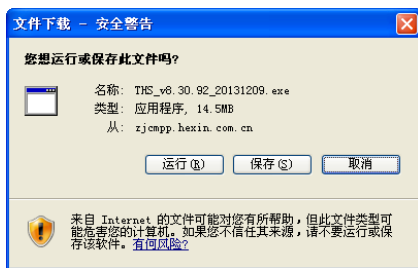 文件下载 - 安全警告
您想运行或保存此文件吗?
名称: THS_v8.30.92_20131209.exe
类型: 应用程序, 14.5MB
从: zjcmpp.hexin.com.cn
运行(R) 保存(S) 取消
来自 Internet 的文件可能对您有所帮助,但此文件类型可
能危害您的计算机。如果您不信任其来源,请不要运行或保
存该软件。有何风险?